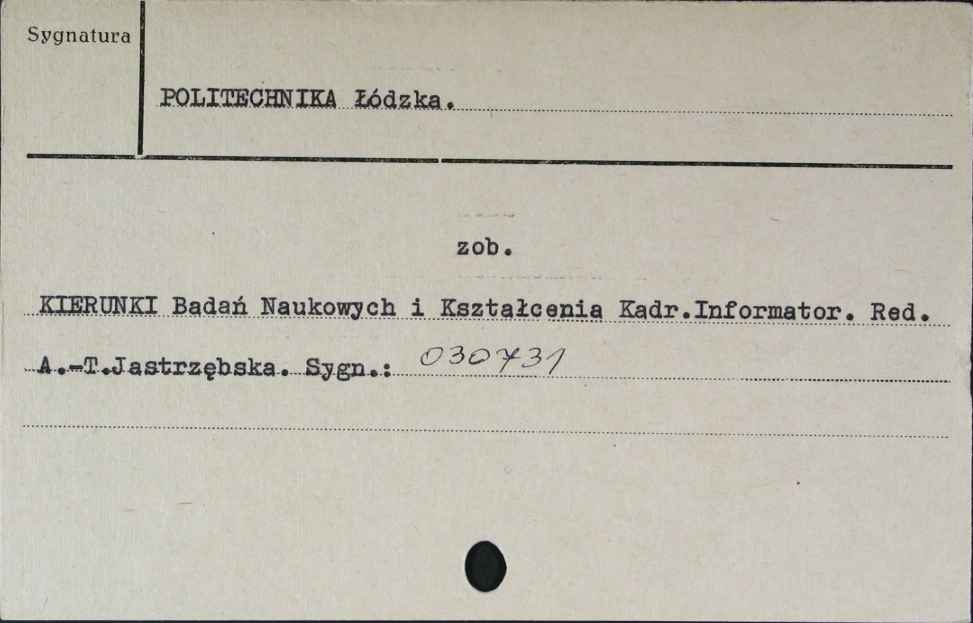 Sygnatura
POLITECHNIKA Łódzka.
zob.
KIERUNKI Badań Naukowych i Kształcenia Kadr.Informator. Red.
A.-T.Jastrzębska. Sygn.: 030731